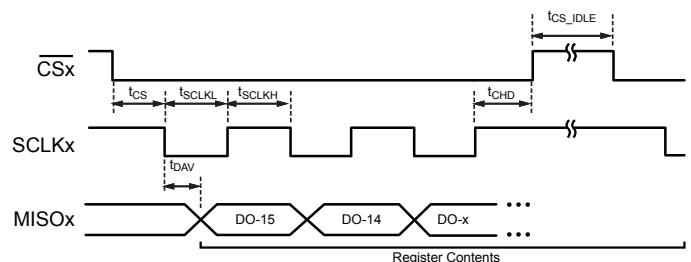 tCS_IDLE
CSx
tCS tSCLKL tSCLKH tCHD
SCLKx
tDAV
MISOx DO-15 DO-14 DO-x
Register Contents